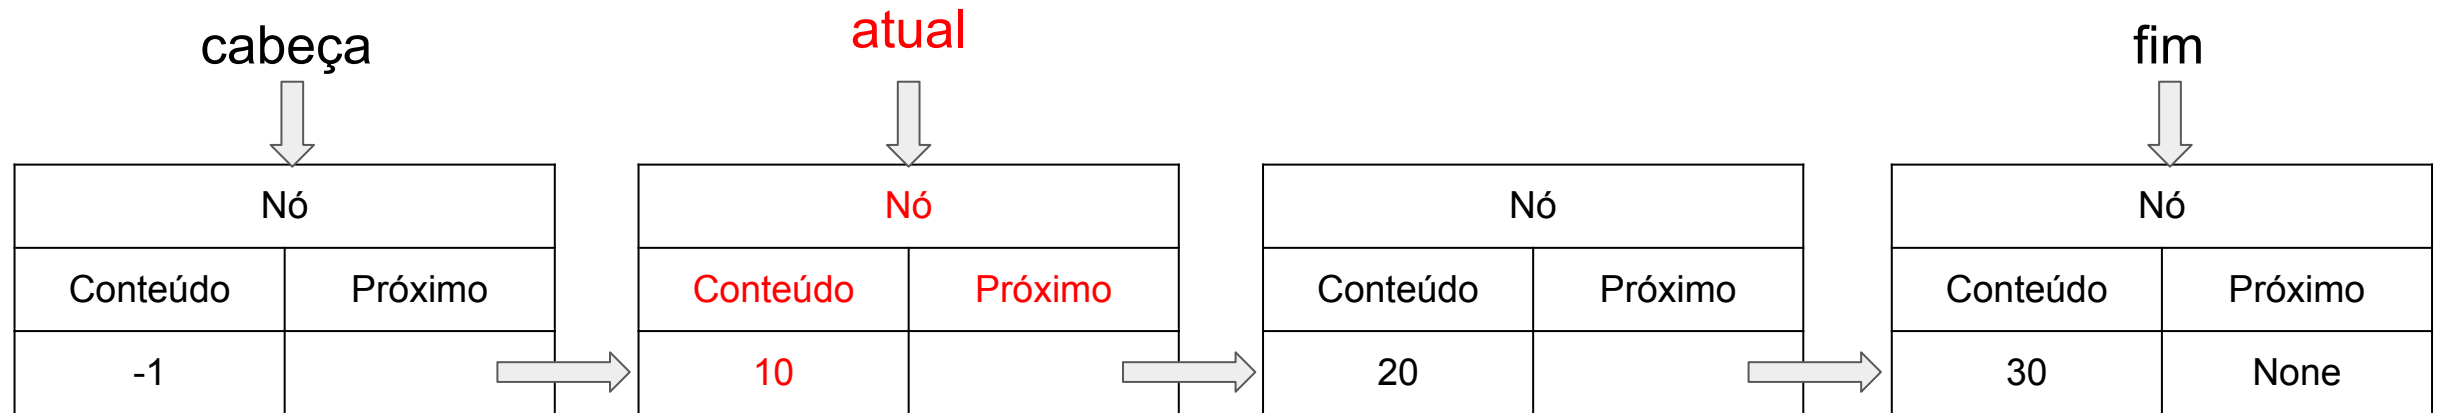 cabeça atual fim
Nó Nó Nó Nó
Conteúdo Próximo Conteúdo Próximo Conteúdo Próximo Conteúdo Próximo
-1 10 20 30 None